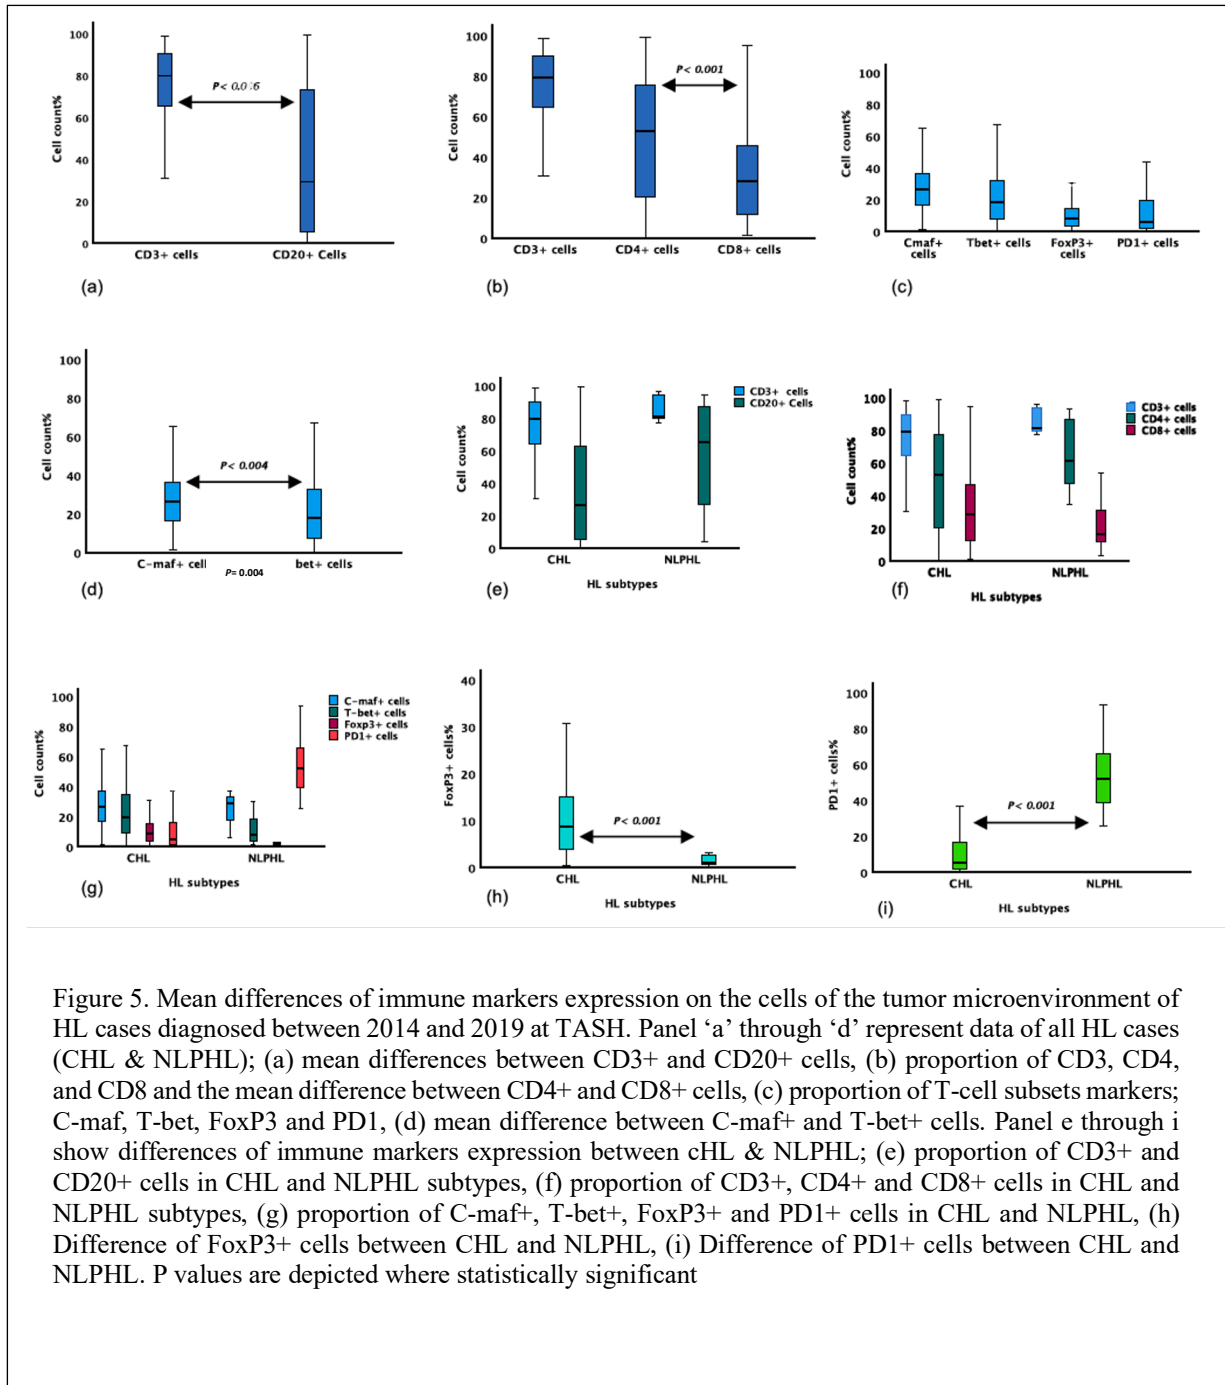 100
80
60
40
20
0
Cell count%
P<
CD3+ cells
CD20+ Cells
(a)
100
80
60
40
20
0
Cell count%
P< 0.001
CD3+ cells
CD4+ cells
CD8+ cells
(b)
100
80
60
40
20
0
Cell count%
Cmaf+
cells
Tbet+ cells
FoxP3+
cells
PD1+ cells
(c)
100
80
60
40
20
0
Cell count%
P< 0.004
C-maf+ cell
bet+ cells
P= 0.004
(d)
100
80
60
40
20
0
Cell count%
CD3+ cells
CD20+ Cells
CHL
NLPHL
HL subtypes
(e)
100
80
60
40
20
0
Cell count%
CD3+ cells
CD4+ cells
CD8+ cells
CHL
NLPHL
HL subtypes
(f)
100
80
60
40
20
0
Cell count%
C-maf+ cells
T-bet+ cells
Foxp3+ cells
PD1+ cells
CHL
NLPHL
HL subtypes
(g)
40
30
20
10
0
FoxP3+ cells%
P< 0.001
CHL
NLPHL
HL subtypes
(h)
100
80
60
40
20
0
PD1+ cells%
P< 0.001
CHL
NLPHL
HL subtypes
(i)
Figure 5. Mean differences of immune markers expression on the cells of the tumor microenvironment of
HL cases diagnosed between 2014 and 2019 at TASH. Panel ‘a’ through ‘d’ represent data of all HL cases
(CHL & NLPHL); (a) mean differences between CD3+ and CD20+ cells, (b) proportion of CD3, CD4,
and CD8 and the mean difference between CD4+ and CD8+ cells, (c) proportion of T-cell subsets markers;
C-maf, T-bet, FoxP3 and PD1, (d) mean difference between C-maf+ and T-bet+ cells. Panel e through i
show differences of immune markers expression between cHL & NLPHL; (e) proportion of CD3+ and
CD20+ cells in CHL and NLPHL subtypes, (f) proportion of CD3+, CD4+ and CD8+ cells in CHL and
NLPHL subtypes, (g) proportion of C-maf+, T-bet+, FoxP3+ and PD1+ cells in CHL and NLPHL, (h)
Difference of FoxP3+ cells between CHL and NLPHL, (i) Difference of PD1+ cells between CHL and
NLPHL. P values are depicted where statistically significant